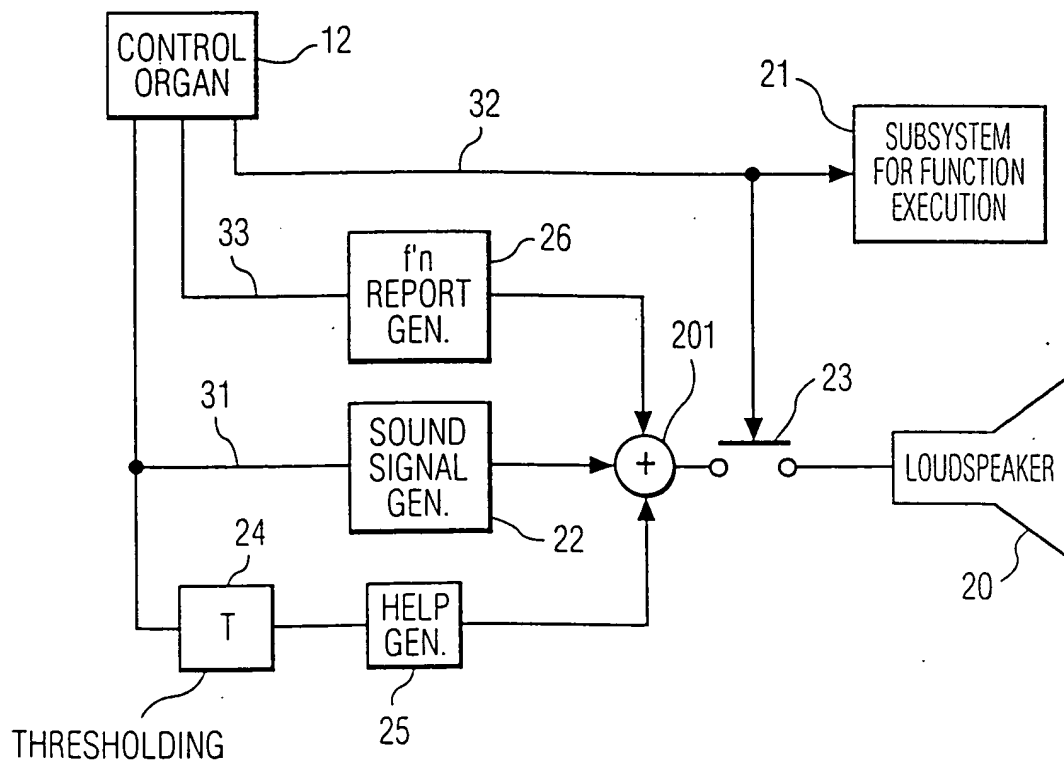 CONTROL
ORGAN
12
32
21
SUBSYSTEM
FOR FUNCTION
EXECUTION
33
26
f'n
REPORT
GEN.
201
23
31
SOUND
SIGNAL
GEN.
22
+
LOUDSPEAKER
20
24
T
HELP
GEN.
25
THRESHOLDING